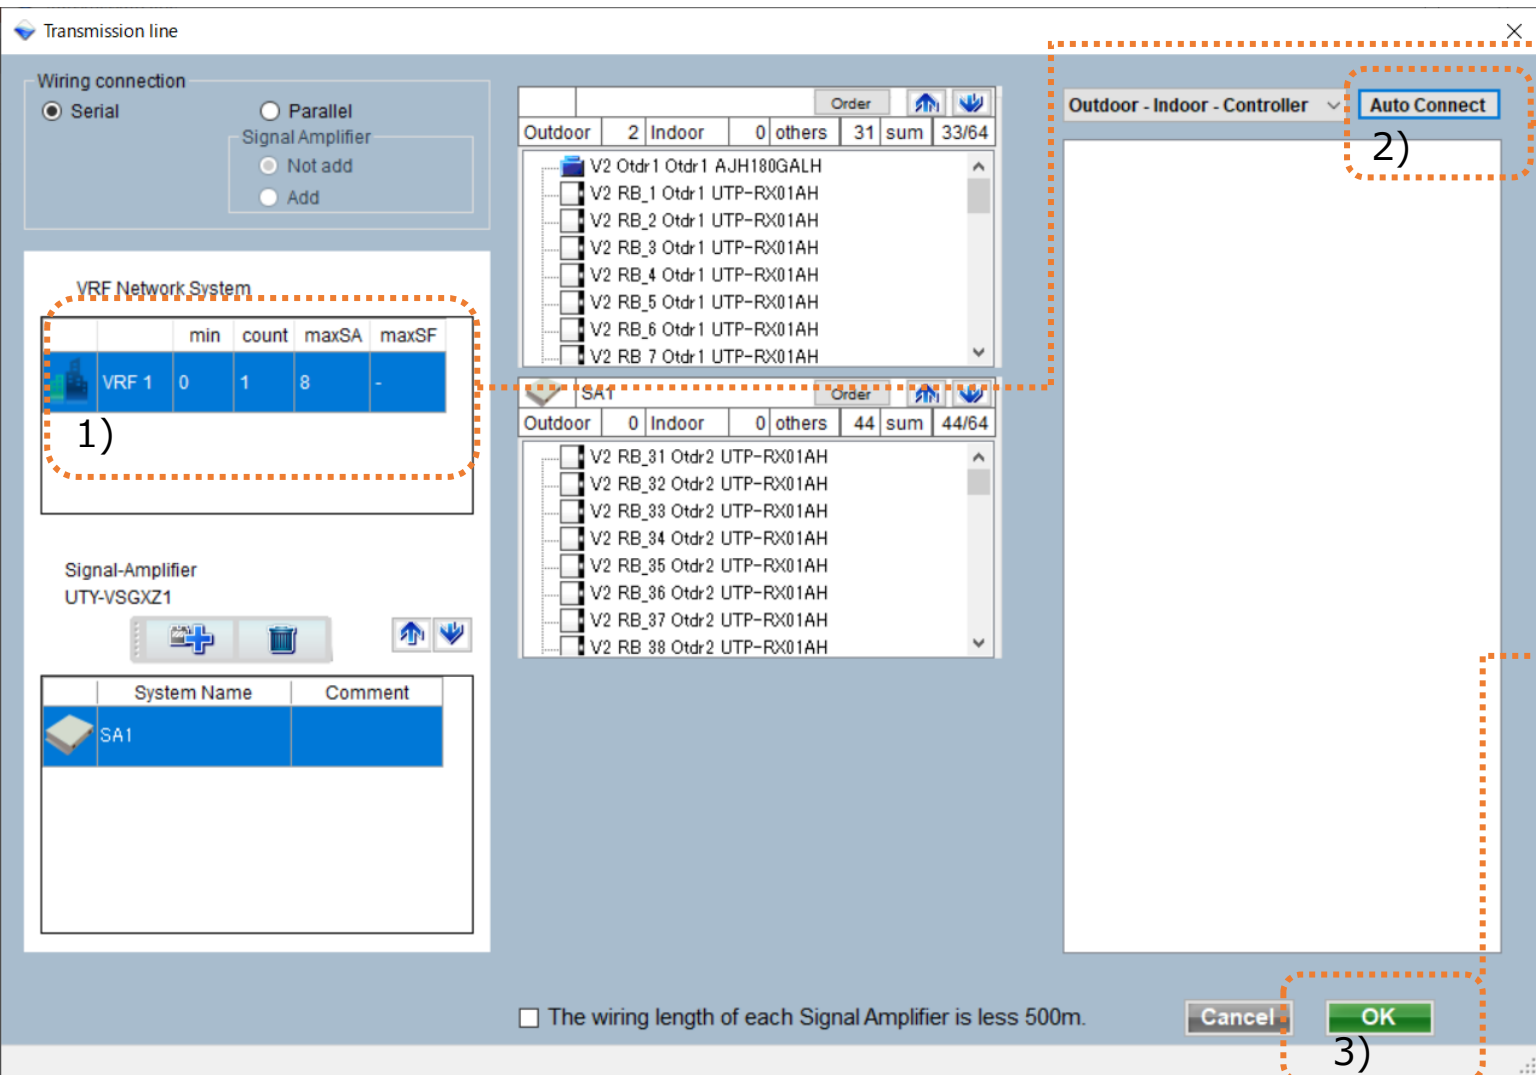 Transmission line
Wiring connection
Serial
Parallel
Signal Amplifier
Not add
Add
VRF Network System
min count maxSA maxSF
VRF 1 0 1 8 -
1)
Signal-Amplifier
UTY-VSGXZ1
System Name Comment
SA1
Order
Outdoor 2 Indoor 0 others 31 sum 33/64
V2 Otdr1 Otdr1 AJH180GALH
V2 RB_1 Otdr1 UTP-RX01AH
V2 RB_2 Otdr1 UTP-RX01AH
V2 RB_3 Otdr1 UTP-RX01AH
V2 RB_4 Otdr1 UTP-RX01AH
V2 RB_5 Otdr1 UTP-RX01AH
V2 RB_6 Otdr1 UTP-RX01AH
V2 RB_7 Otdr1 UTP-RX01AH
SA1 Order
Outdoor 0 Indoor 0 others 44 sum 44/64
V2 RB_31 Otdr2 UTP-RX01AH
V2 RB_32 Otdr2 UTP-RX01AH
V2 RB_33 Otdr2 UTP-RX01AH
V2 RB_34 Otdr2 UTP-RX01AH
V2 RB_35 Otdr2 UTP-RX01AH
V2 RB_36 Otdr2 UTP-RX01AH
V2 RB_37 Otdr2 UTP-RX01AH
V2 RB_38 Otdr2 UTP-RX01AH
Outdoor - Indoor - Controller
Auto Connect
2)
The wiring length of each Signal Amplifier is less 500m.
Cancel
OK
3)